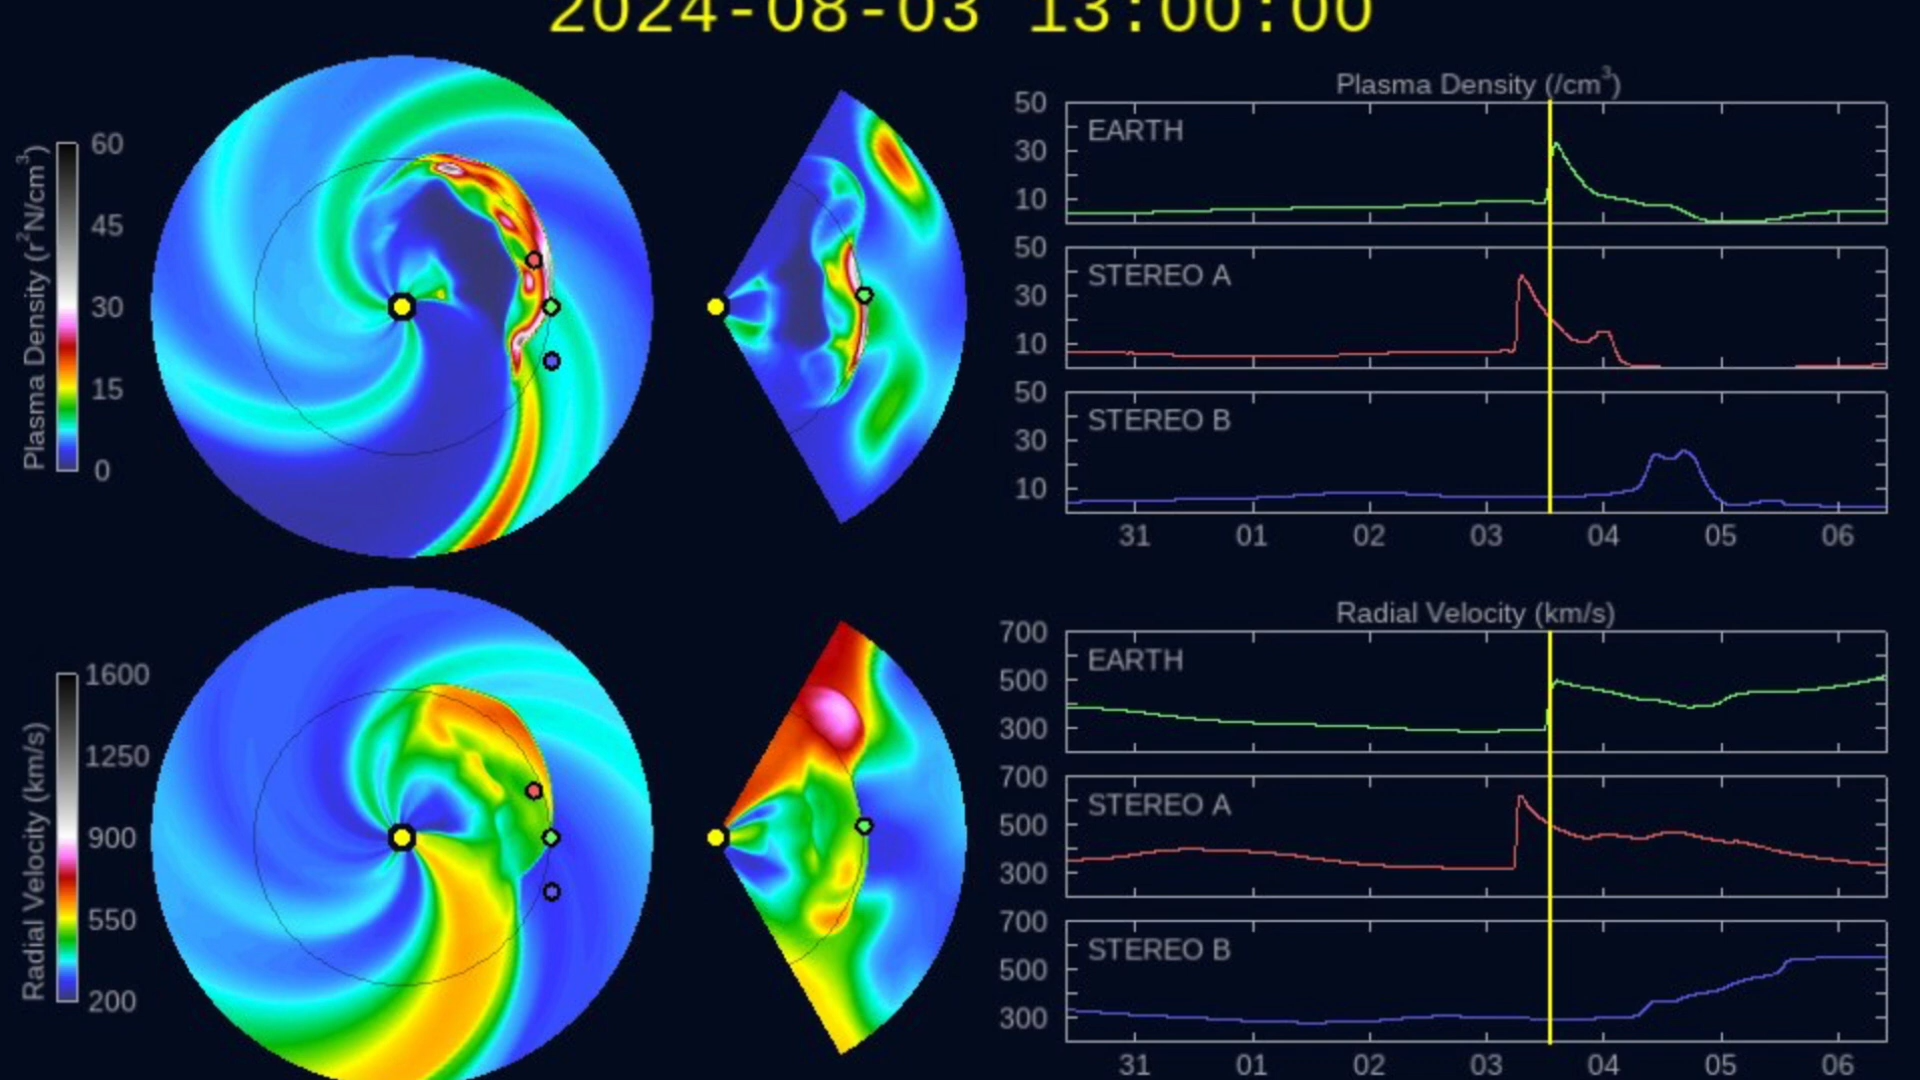 2024-08-03 13:00:00
Plasma Density (r²N/cm³)
60
45
30
15
0
Plasma Density (/cm³)
50
30
10
EARTH
50
30
10
STEREO A
50
30
10
STEREO B
31 01 02 03 04 05 06
Radial Velocity (km/s)
1600
1250
900
550
200
Radial Velocity (km/s)
700
500
300
EARTH
700
500
300
STEREO A
700
500
300
STEREO B
31 01 02 03 04 05 06